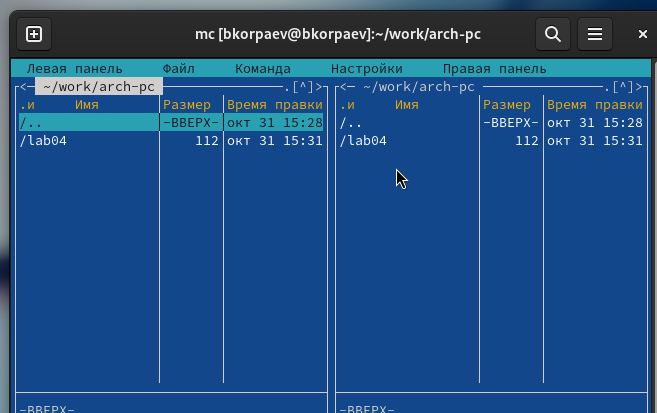 mc [bkorpaev@bkorpaev]:~/work/arch-pc
Левая панель Файл Команда Настройки Правая панель
<─ ~/work/arch-pc .[^]> <─ ~/work/arch-pc .[^]>
.и Имя Размер Время правки .и Имя Размер Время правки
/.. -ВВЕРХ- окт 31 15:28 /.. -ВВЕРХ- окт 31 15:28
/lab04 112 окт 31 15:31 /lab04 112 окт 31 15:31
-ВВЕРХ- -ВВЕРХ-